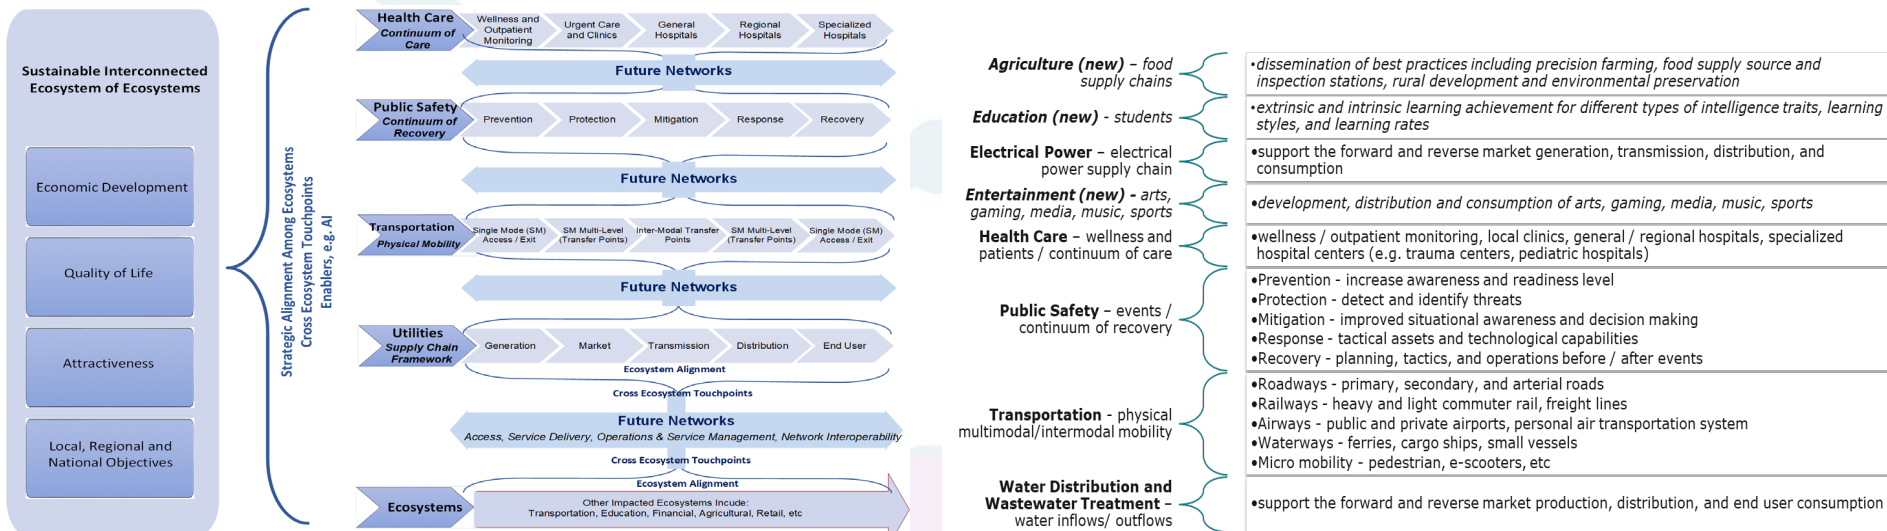 Sustainable Interconnected
Ecosystem of Ecosystems
Economic Development
Quality of Life
Attractiveness
Local, Regional and
National Objectives
Strategic Alignment Among Ecosystems
Cross Ecosystem Touchpoints
Enablers, e.g. AI
Health Care
Continuum of
Care
Wellness and
Outpatient
Monitoring
Urgent Care
and Clinics
General
Hospitals
Regional
Hospitals
Specialized
Hospitals
Future Networks
Public Safety
Continuum of
Recovery
Prevention
Protection
Mitigation
Response
Recovery
Future Networks
Transportation
Physical Mobility
Single Mode (SM)
Access / Exit
SM Multi-Level
(Transfer Points)
Inter-Modal Transfer
Points
SM Multi-Level
(Transfer Points)
Single Mode (SM)
Access / Exit
Future Networks
Utilities
Supply Chain
Framework
Generation
Market
Transmission
Distribution
End User
Ecosystem Alignment
Cross Ecosystem Touchpoints
Future Networks
Access, Service Delivery, Operations & Service Management, Network Interoperability
Cross Ecosystem Touchpoints
Ecosystem Alignment
Ecosystems
Other Impacted Ecosystems Incude:
Transportation, Education, Financial, Agricultural, Retail, etc
Agriculture (new) – food
supply chains
•dissemination of best practices including precision farming, food supply source and
inspection stations, rural development and environmental preservation
Education (new) - students
•extrinsic and intrinsic learning achievement for different types of intelligence traits, learning
styles, and learning rates
Electrical Power – electrical
power supply chain
•support the forward and reverse market generation, transmission, distribution, and
consumption
Entertainment (new) - arts,
gaming, media, music, sports
•development, distribution and consumption of arts, gaming, media, music, sports
Health Care – wellness and
patients / continuum of care
•wellness / outpatient monitoring, local clinics, general / regional hospitals, specialized
hospital centers (e.g. trauma centers, pediatric hospitals)
Public Safety – events /
continuum of recovery
•Prevention - increase awareness and readiness level
•Protection - detect and identify threats
•Mitigation - improved situational awareness and decision making
•Response - tactical assets and technological capabilities
•Recovery - planning, tactics, and operations before / after events
Transportation - physical
multimodal/intermodal mobility
•Roadways - primary, secondary, and arterial roads
•Railways - heavy and light commuter rail, freight lines
•Airways - public and private airports, personal air transportation system
•Waterways - ferries, cargo ships, small vessels
•Micro mobility - pedestrian, e-scooters, etc
Water Distribution and
Wastewater Treatment –
water inflows/ outflows
•support the forward and reverse market production, distribution, and end user consumption